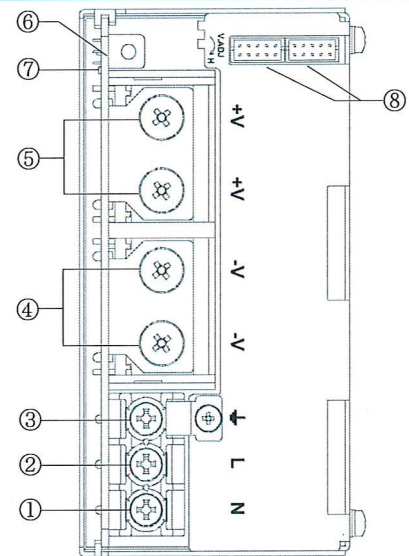 ⑥
⑦
⑤
④
③
②
①
V.ADJ
H
⑧
+V
+V
-V
-V
⏚
L
N